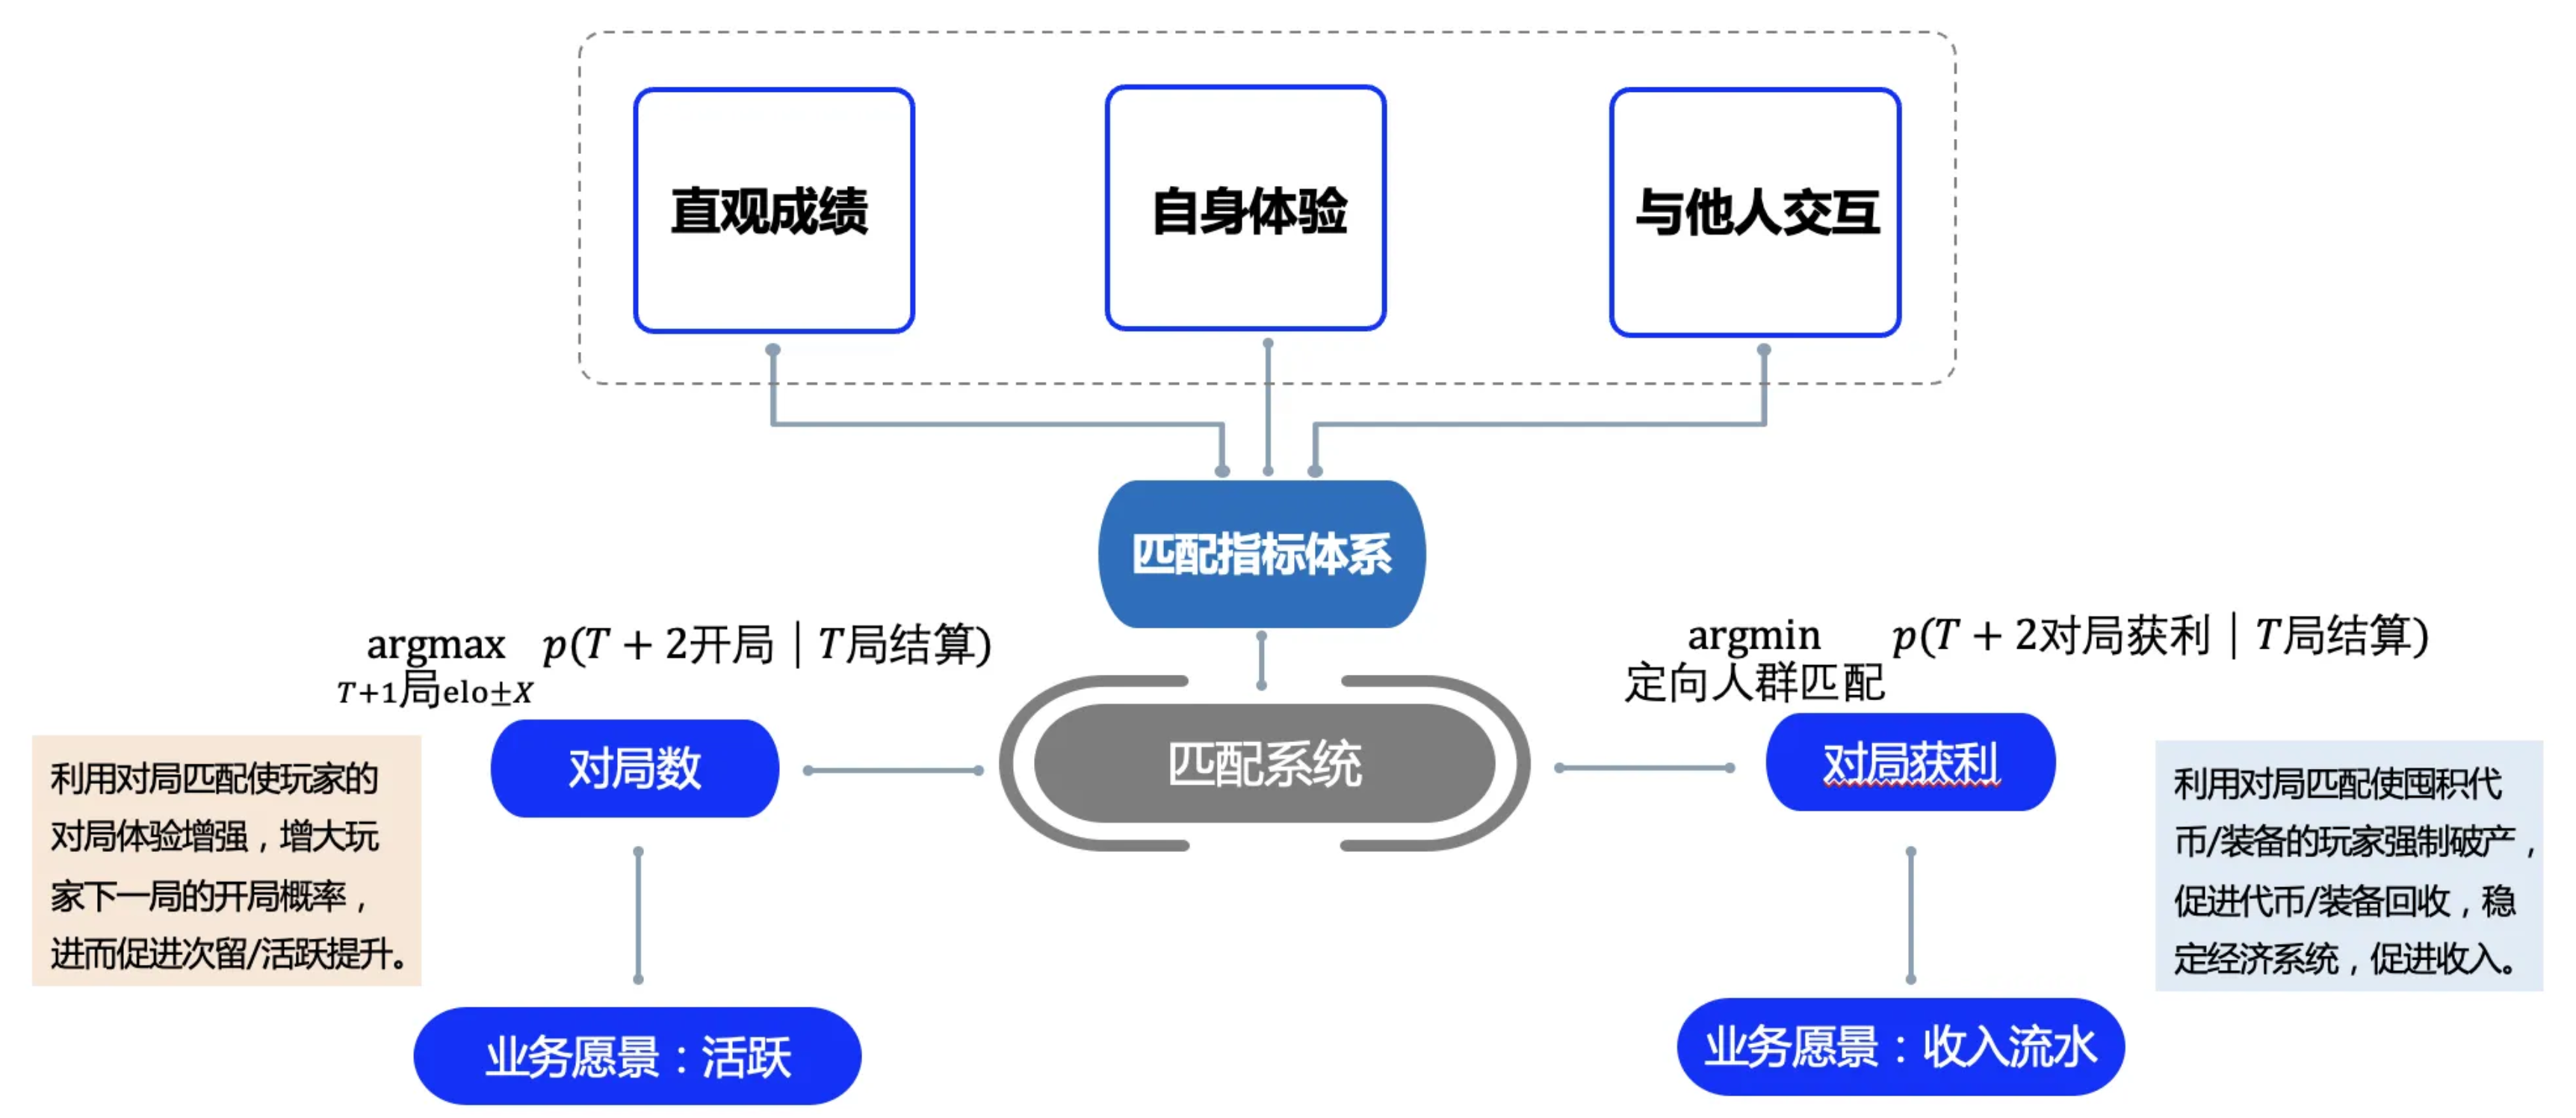 直观成绩
自身体验
与他人交互
匹配指标体系
argmax p(T + 2开局 | T局结算)
T+1局elo±X
argmin p(T + 2对局获利 | T局结算)
定向人群匹配
对局数
匹配系统
对局获利
利用对局匹配使玩家的
对局体验增强，增大玩
家下一局的开局概率，
进而促进次留/活跃提升。
利用对局匹配使囤积代
币/装备的玩家强制破产，
促进代币/装备回收，稳
定经济系统，促进收入。
业务愿景：活跃
业务愿景：收入流水